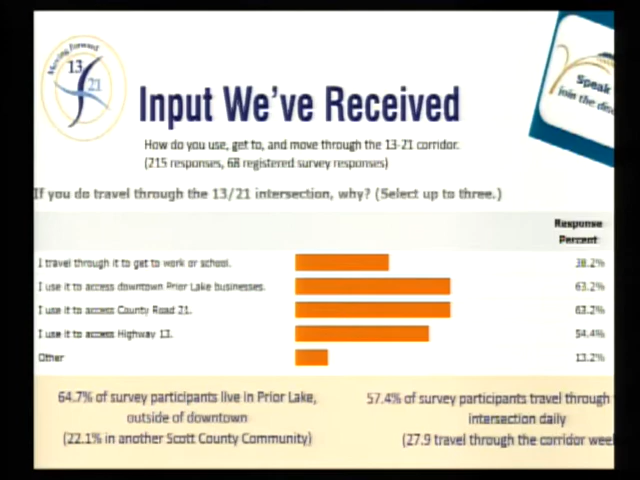 Moving Forward
13
21
Input We've Received
Speak
join the
How do you use, get to, and move through the 13-21 corridor.
(215 responses, 68 registered survey responses)
If you do travel through the 13/21 intersection, why? (Select up to three.)
Response
Percent
I travel through it to get to work or school. 38.2%
I use it to access downtown Prior Lake businesses. 63.2%
I use it to access County Road 21. 63.2%
I use it to access Highway 13. 54.4%
Other 13.2%
64.7% of survey participants live in Prior Lake,
outside of downtown
(22.1% in another Scott County Community)
57.4% of survey participants travel through
intersection daily
(27.9 travel through the corridor